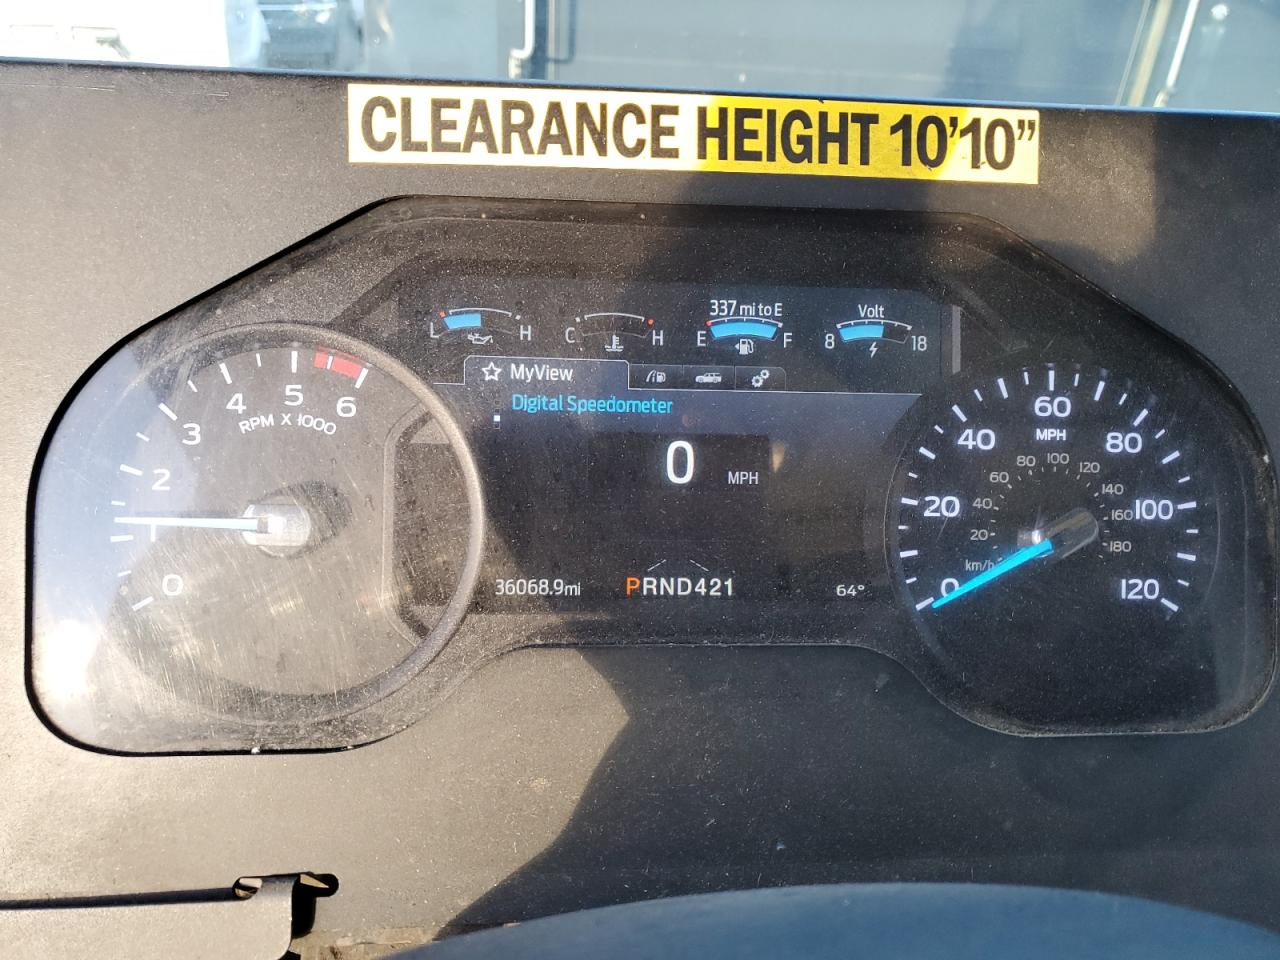 CLEARANCE HEIGHT 10'10”
337 mi to E
L H C H E F
Volt
8 18
MyView
Digital Speedometer
0 MPH
36068.9mi PRND421 64°
0 1 2 3 4 5 6
RPM X 1000
0 20 40 60 80 100 120
MPH
20 40 60 80 100 120 140 160 180
km/h